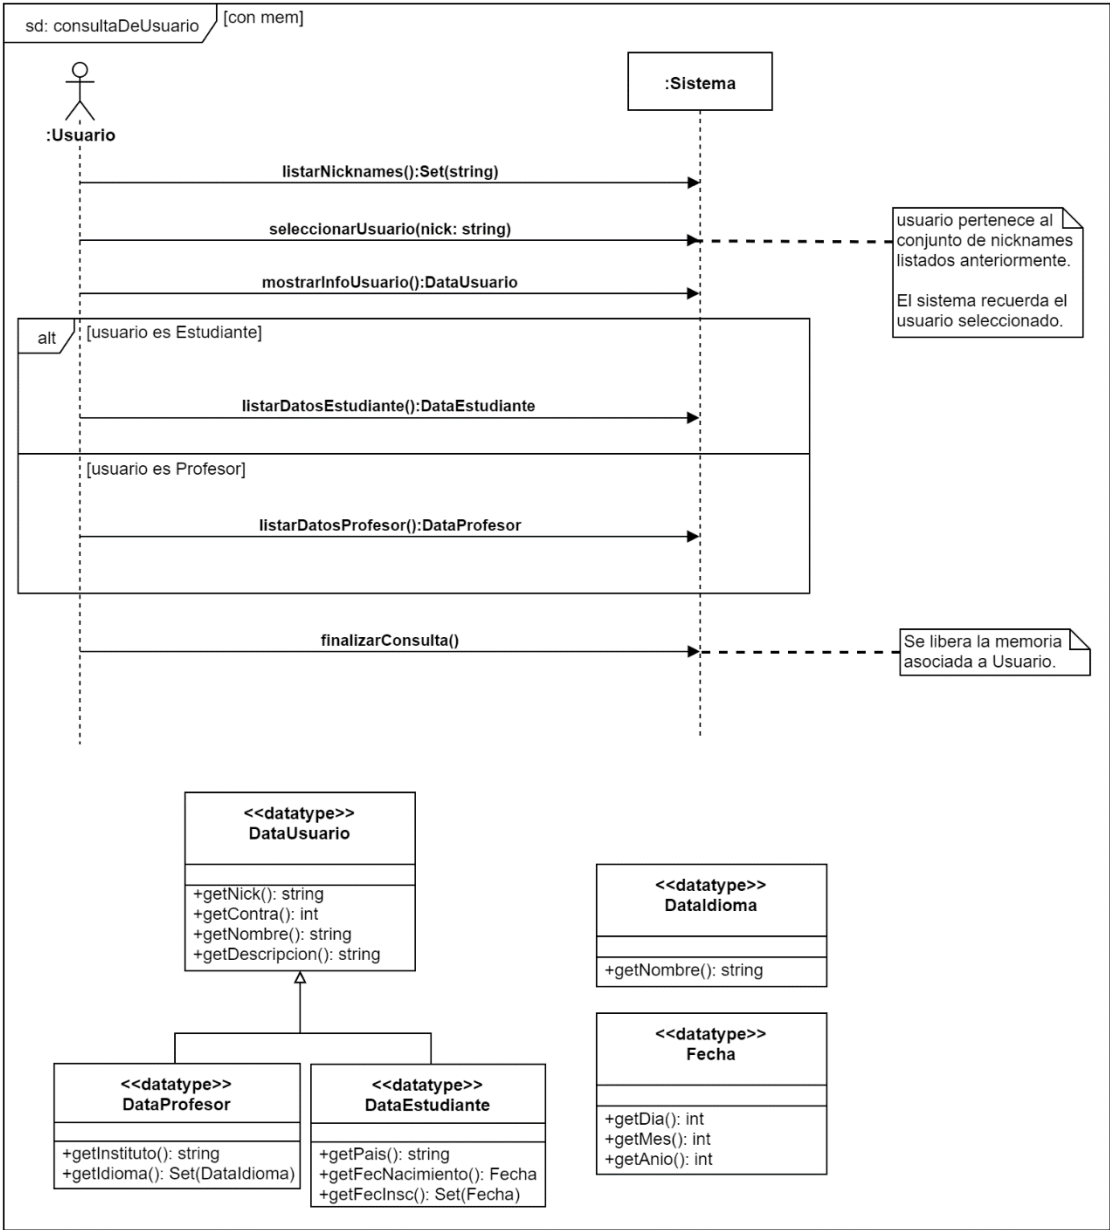 sd: consultaDeUsuario
[con mem]
:Usuario
:Sistema
listarNicknames():Set(string)
seleccionarUsuario(nick: string)
usuario pertenece al
conjunto de nicknames
listados anteriormente.
El sistema recuerda el
usuario seleccionado.
mostrarInfoUsuario():DataUsuario
alt
[usuario es Estudiante]
listarDatosEstudiante():DataEstudiante
[usuario es Profesor]
listarDatosProfesor():DataProfesor
finalizarConsulta()
Se libera la memoria
asociada a Usuario.
<<datatype>>
DataUsuario
+getNick(): string
+getContra(): int
+getNombre(): string
+getDescripcion(): string
<<datatype>>
DataIdioma
+getNombre(): string
<<datatype>>
Fecha
+getDia(): int
+getMes(): int
+getAnio(): int
<<datatype>>
DataProfesor
+getInstituto(): string
+getIdioma(): Set(DataIdioma)
<<datatype>>
DataEstudiante
+getPais(): string
+getFecNacimiento(): Fecha
+getFecInsc(): Set(Fecha)